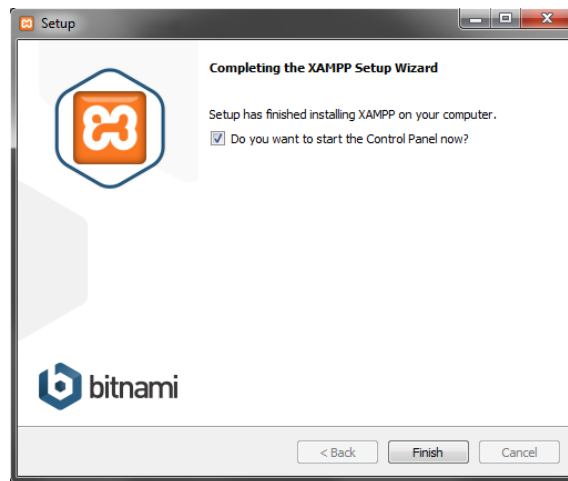 Setup
Completing the XAMPP Setup Wizard
Setup has finished installing XAMPP on your computer.
Do you want to start the Control Panel now?
bitnami
< Back
Finish
Cancel